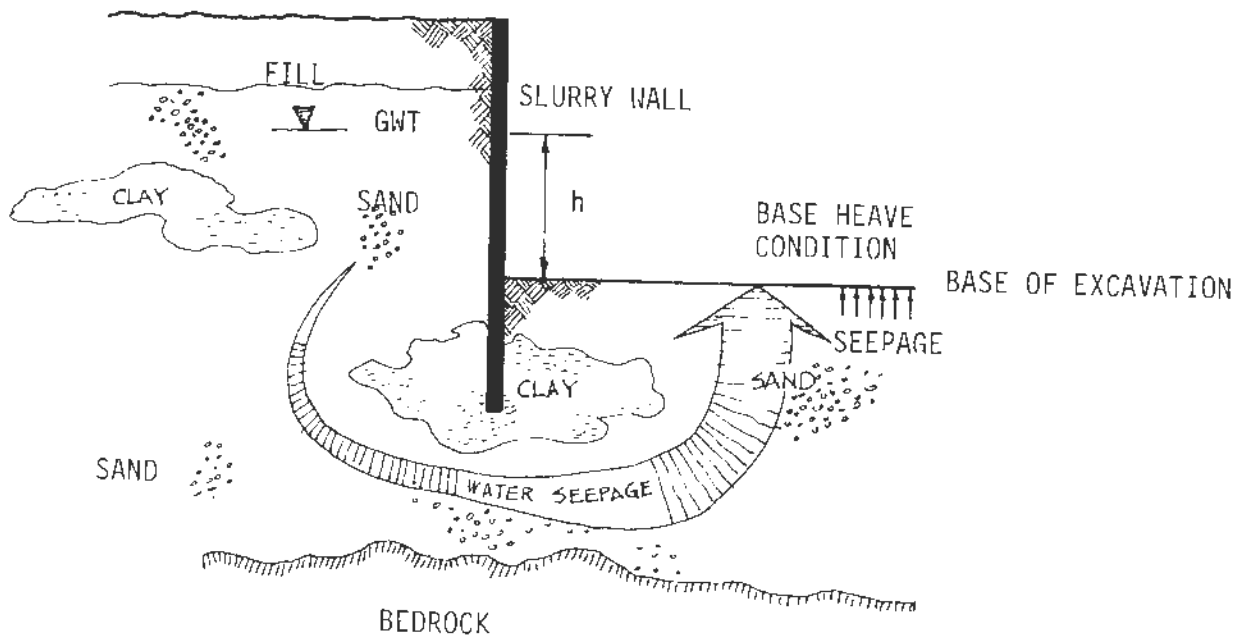 FILL
SLURRY WALL
GWT
CLAY
SAND
h
BASE HEAVE
CONDITION
BASE OF EXCAVATION
SEEPAGE
CLAY
SAND
SAND
WATER SEEPAGE
BEDROCK